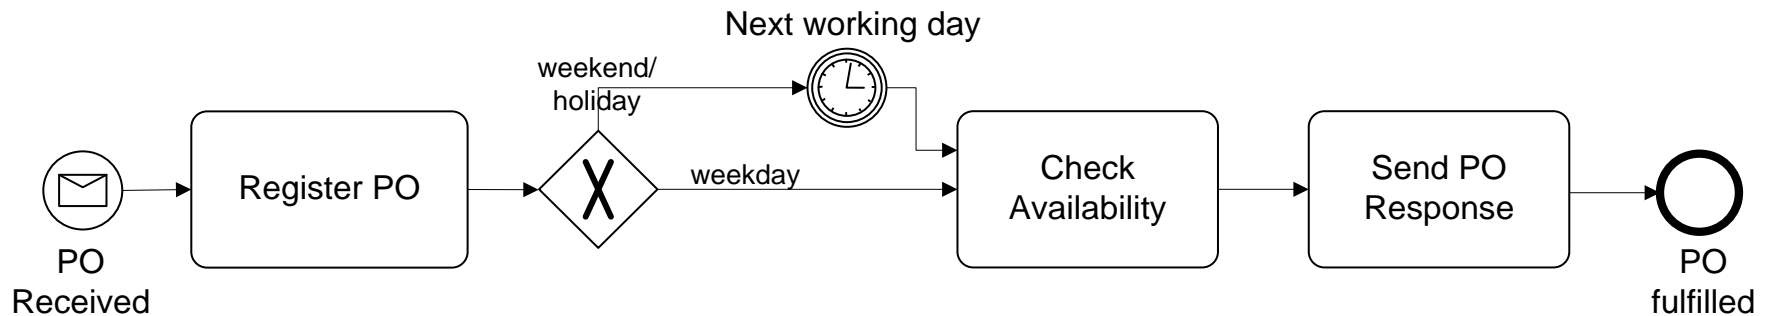 Next working day
weekend/
holiday
Register PO
weekday
Check
Availability
Send PO
Response
PO
Received
PO
fulfilled